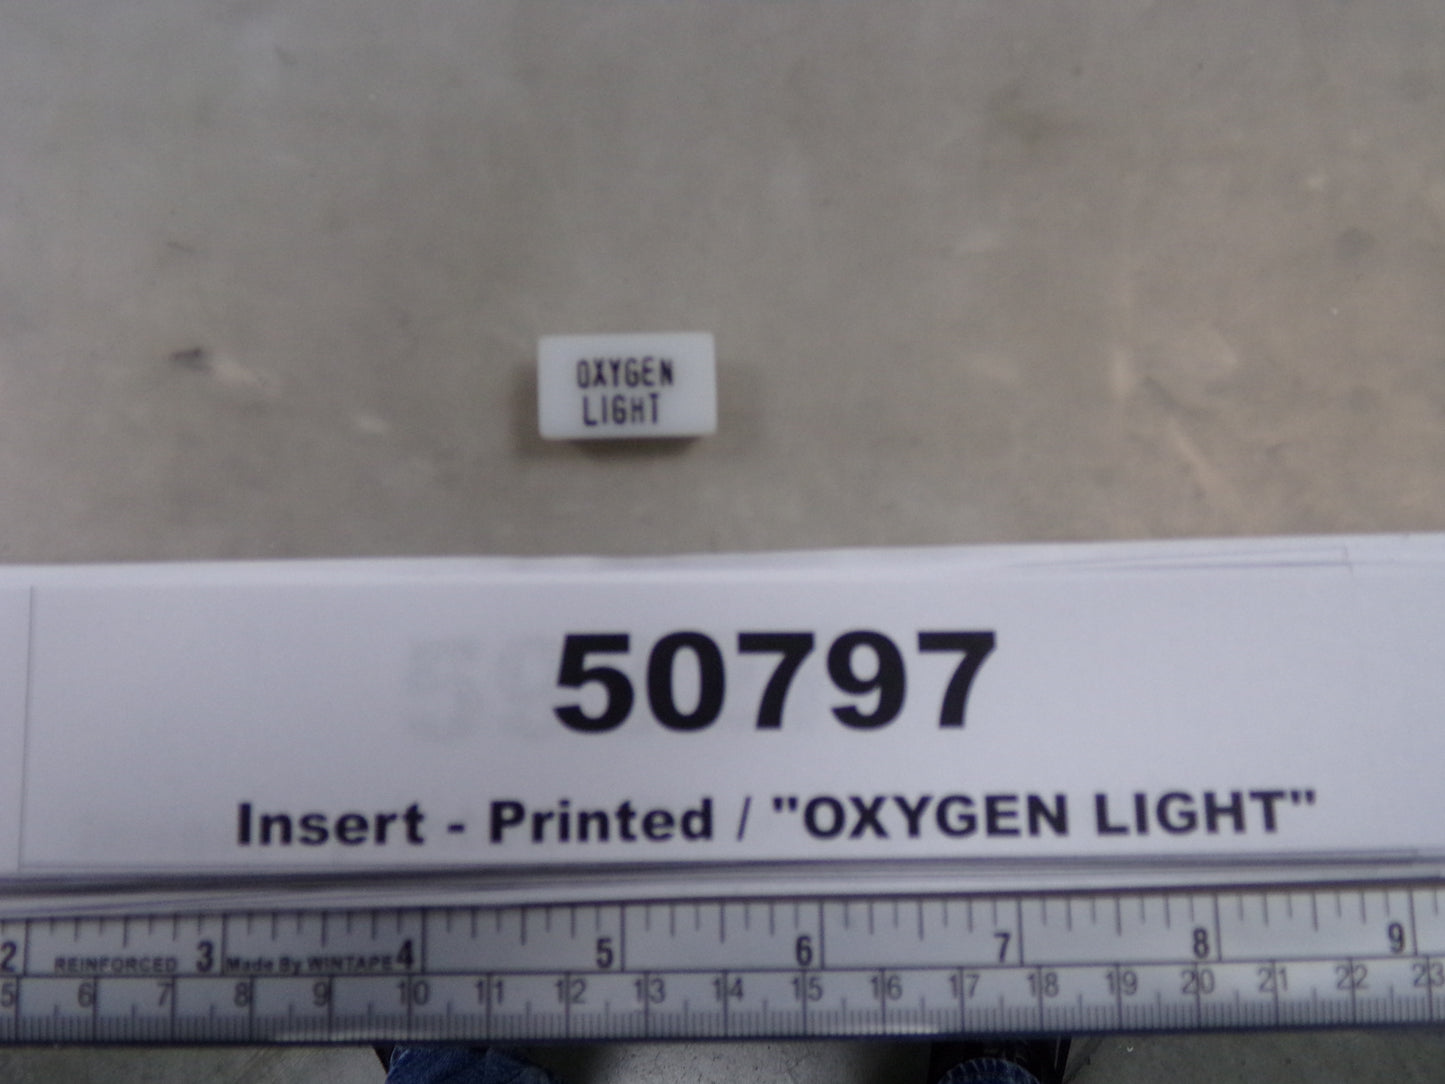 OXYGEN
LIGHT
50797
Insert - Printed / "OXYGEN LIGHT"
2 3 4 5 6 7 8 9
REINFORCED Made By WINTAPE
5 6 7 8 9 10 11 12 13 14 15 16 17 18 19 20 21 22 23